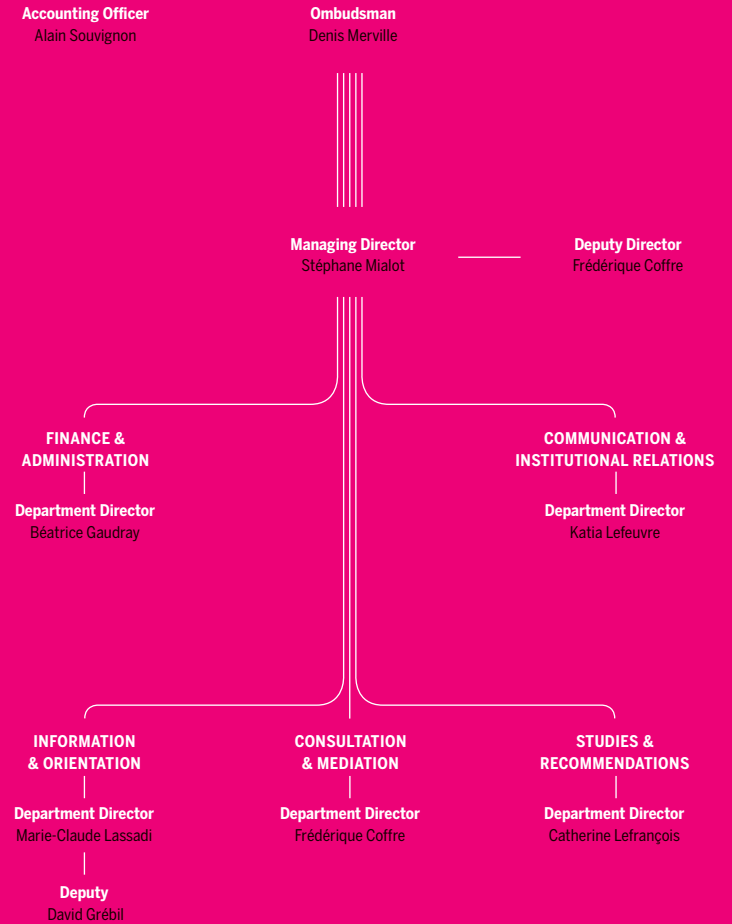 Accounting Officer
Alain Souvignon
Ombudsman
Denis Merville
Managing Director
Stéphane Mialot
Deputy Director
Frédérique Coffre
FINANCE &
ADMINISTRATION
Department Director
Béatrice Gaudray
COMMUNICATION &
INSTITUTIONAL RELATIONS
Department Director
Katia Lefeuvre
INFORMATION
& ORIENTATION
Department Director
Marie-Claude Lassadi
Deputy
David Grébil
CONSULTATION
& MEDIATION
Department Director
Frédérique Coffre
STUDIES &
RECOMMENDATIONS
Department Director
Catherine Lefrançois